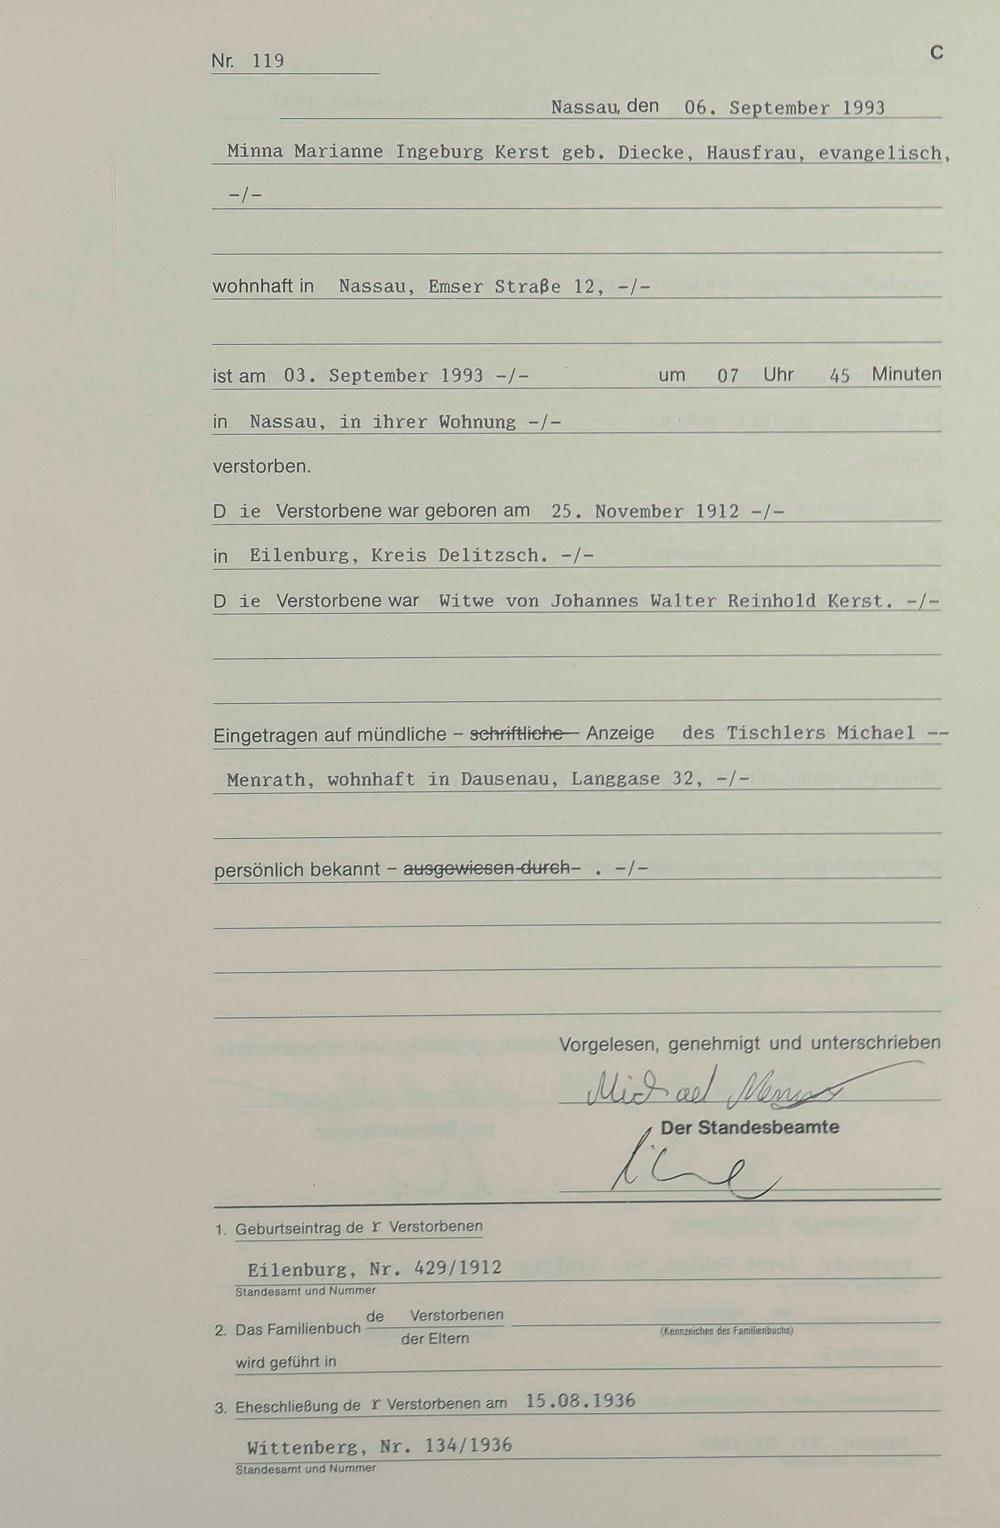 Nr. 119
C
Nassau, den 06. September 1993
Minna Marianne Ingeburg Kerst geb. Diecke, Hausfrau, evangelisch,
-/-
wohnhaft in Nassau, Emser Straße 12, -/-
ist am 03. September 1993 -/- um 07 Uhr 45 Minuten
in Nassau, in ihrer Wohnung -/-
verstorben.
D ie Verstorbene war geboren am 25. November 1912 -/-
in Eilenburg, Kreis Delitzsch. -/-
D ie Verstorbene war Witwe von Johannes Walter Reinhold Kerst. -/-
Eingetragen auf mündliche – schriftliche Anzeige des Tischlers Michael --
Menrath, wohnhaft in Dausenau, Langgase 32, -/-
persönlich bekannt – ausgewiesen durch – . -/-
Vorgelesen, genehmigt und unterschrieben
Michael Menrath
Der Standesbeamte
1. Geburtseintrag de r Verstorbenen
Eilenburg, Nr. 429/1912
Standesamt und Nummer
2. Das Familienbuch de Verstorbenen
der Eltern
(Kennzeichen des Familienbuchs)
wird geführt in
3. Eheschließung de r Verstorbenen am 15.08.1936
Wittenberg, Nr. 134/1936
Standesamt und Nummer